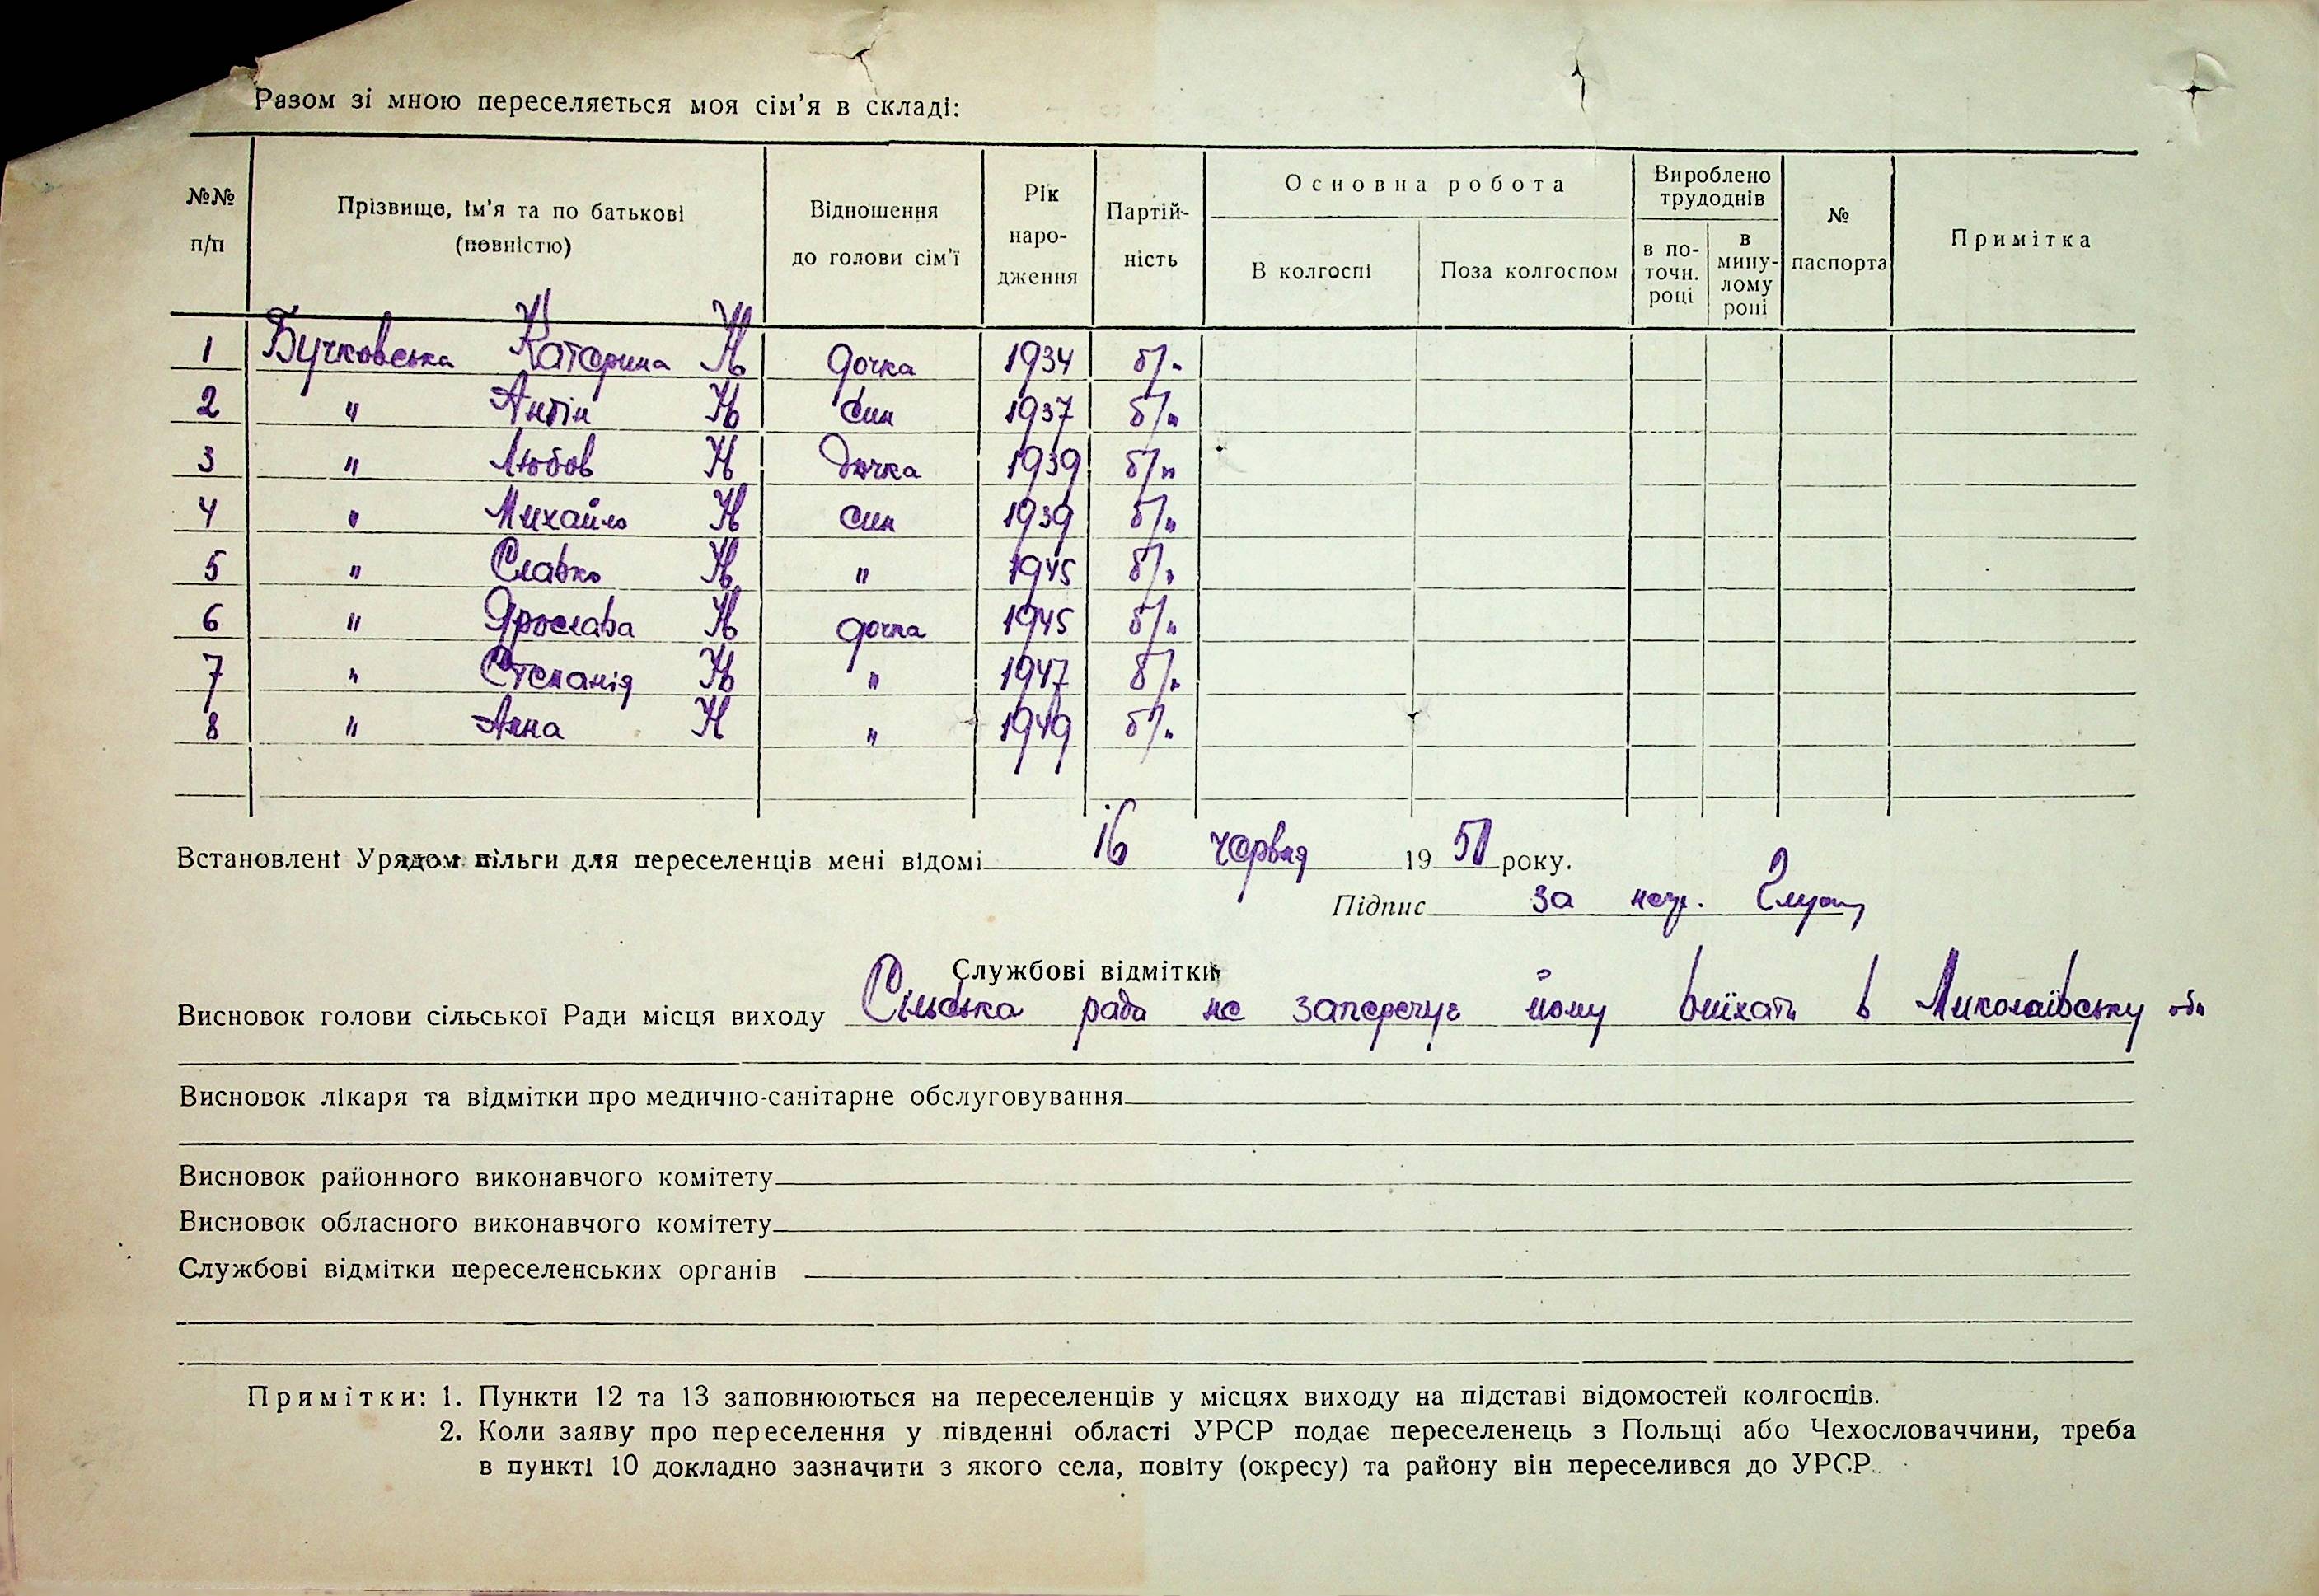 Разом зі мною переселяється моя сім'я в складі:
№№ п/п | Прізвище, ім'я та по батькові (повністю) | Відношення до голови сім'ї | Рік народження | Партійність | Основна робота | Вироблено трудоднів | № паспорта | Примітка
В колгоспі | Поза колгоспом | в поточн. році | в минулому році
1 Бучковська Катерина Н дочка 1934 б/п
2 " Антін Н син 1937 б/п
3 " Любов Н дочка 1939 б/п
4 " Михайло Н син 1939 б/п
5 " Славко Н " 1945 б/п
6 " Ярослава Н дочка 1945 б/п
7 " Степанія Н " 1947 б/п
8 " Анна Н " 1949 б/п
Встановлені Урядом пільги для переселенців мені відомі 16 червня 1950 року.
Підпис за негр.
Службові відмітки
Висновок голови сільської Ради місця виходу Сільська рада не заперечує йому виїхать в Миколаївську обл
Висновок лікаря та відмітки про медично-санітарне обслуговування
Висновок районного виконавчого комітету
Висновок обласного виконавчого комітету
Службові відмітки переселенських органів
Примітки: 1. Пункти 12 та 13 заповнюються на переселенців у місцях виходу на підставі відомостей колгоспів.
2. Коли заяву про переселення у південні області УРСР подає переселенець з Польщі або Чехословаччини, треба
в пункті 10 докладно зазначити з якого села, повіту (окресу) та району він переселився до УРСР.